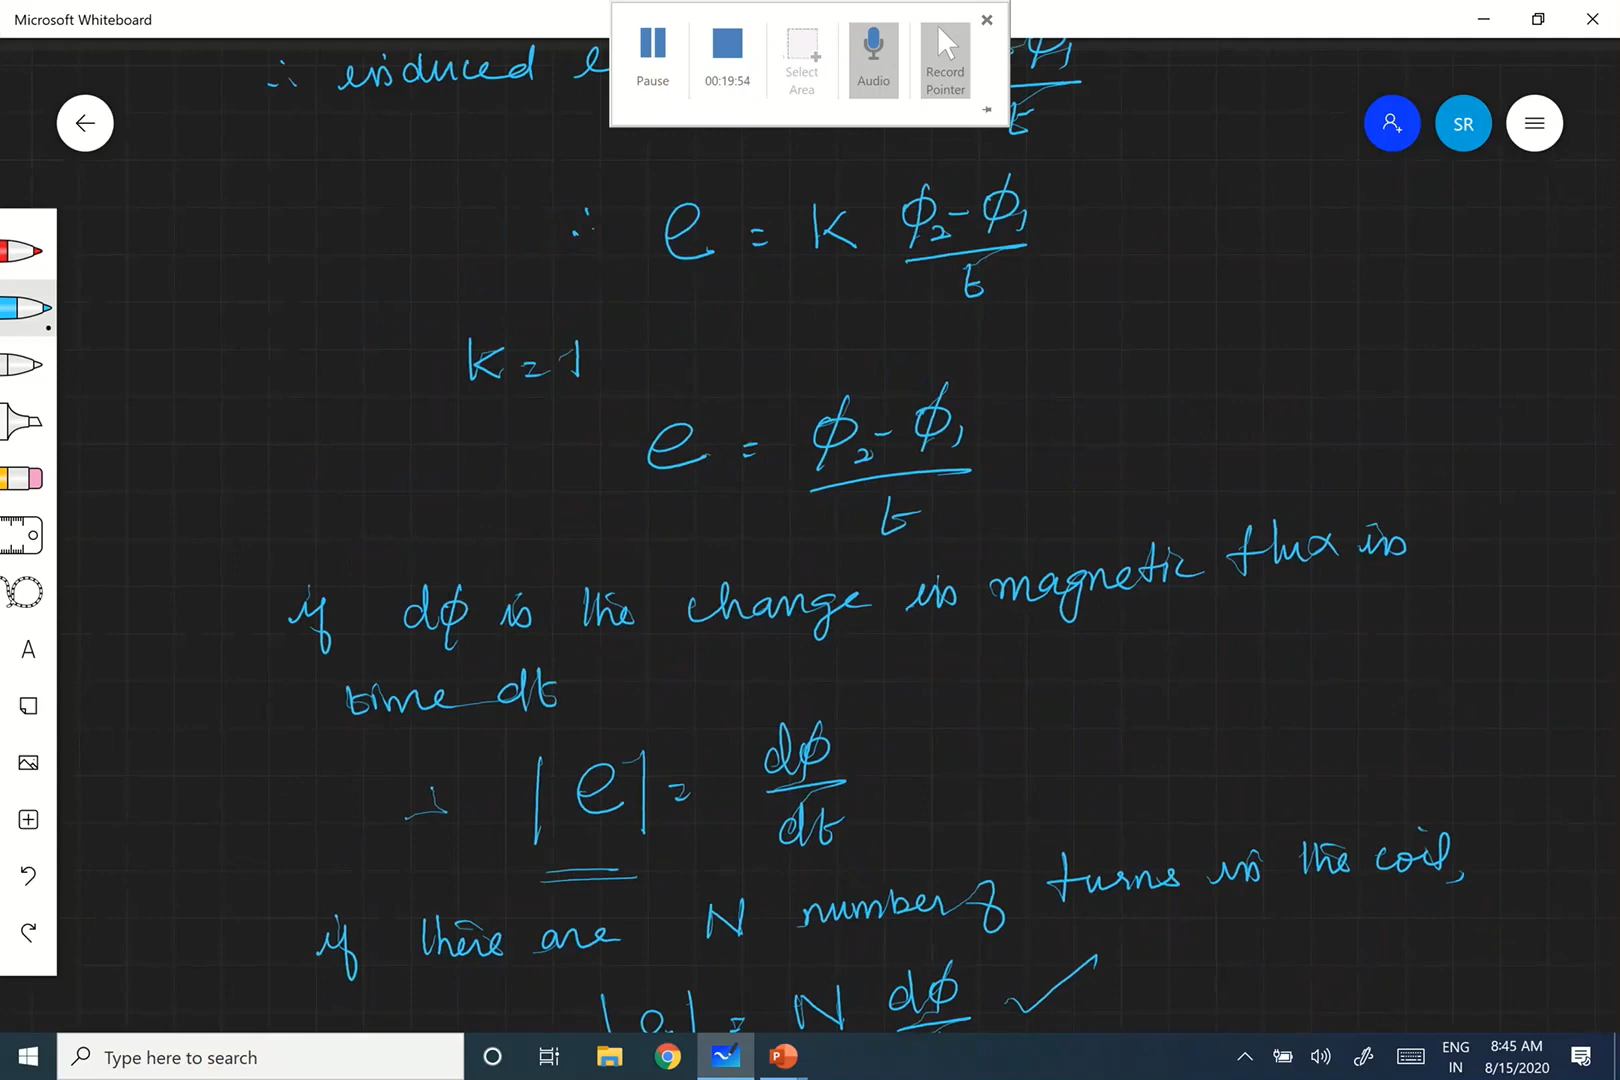 Microsoft Whiteboard
Pause
00:19:54
Select Area
Audio
Record Pointer
∴ induced e
ϕ₁
t
SR
∴ e = K ϕ₂ - ϕ₁ / t
K = 1
e = ϕ₂ - ϕ₁ / t
if dϕ is the change in magnetic flux in
time dt
∴ |e| = dϕ / dt
if there are N number of turns in the coil,
|e| = N dϕ ✓
A
Type here to search
ENG IN
8:45 AM
8/15/2020